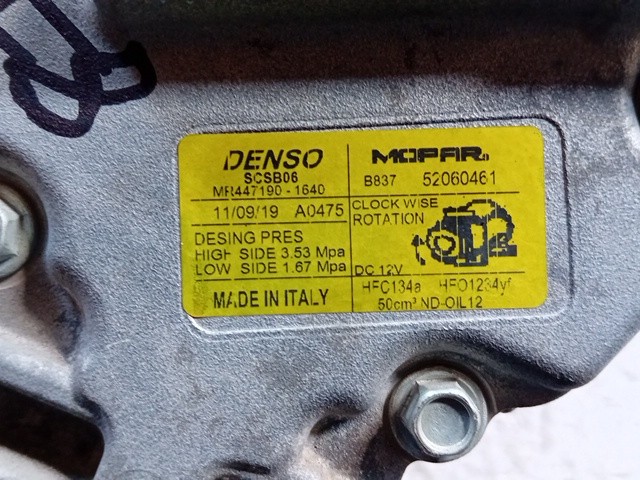 DENSO
SCSB06
MR447190 - 1640
11/09/19 A0475
DESING PRES
HIGH SIDE 3.53 Mpa
LOW SIDE 1.67 Mpa
MADE IN ITALY
MOPAR
B837 52060461
CLOCK WISE
ROTATION
DC 12V
HFC134a HFO1234yf
50cm³ ND-OIL12